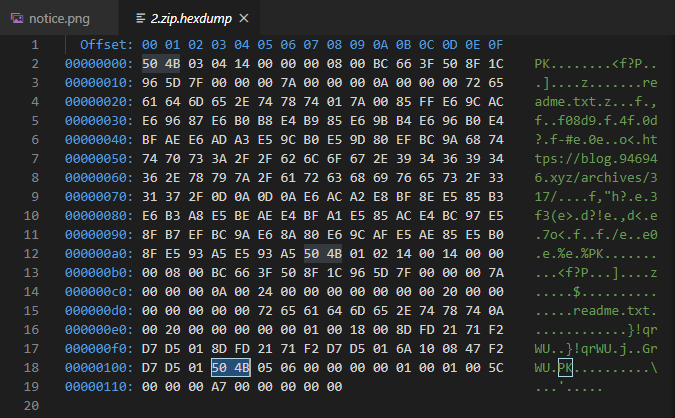 notice.png
2.zip.hexdump
1 Offset: 00 01 02 03 04 05 06 07 08 09 0A 0B 0C 0D 0E 0F
2 00000000: 50 4B 03 04 14 00 00 00 08 00 BC 66 3F 50 8F 1C PK........<f?P..
3 00000010: 96 5D 7F 00 00 00 7A 00 00 00 0A 00 00 00 72 65 .]....z.......re
4 00000020: 61 64 6D 65 2E 74 78 74 01 7A 00 85 FF E6 9C AC adme.txt.z...f.,
5 00000030: E6 96 87 E6 B0 B8 E4 B9 85 E6 9B B4 E6 96 B0 E4 f..f08d9.f.4f.0d
6 00000040: BF AE E6 AD A3 E5 9C B0 E5 9D 80 EF BC 9A 68 74 ?.f-#e.0e..o<.ht
7 00000050: 74 70 73 3A 2F 2F 62 6C 6F 67 2E 39 34 36 39 34 tps://blog.94694
8 00000060: 36 2E 78 79 7A 2F 61 72 63 68 69 76 65 73 2F 33 6.xyz/archives/3
9 00000070: 31 37 2F 0D 0A 0D 0A E6 AC A2 E8 BF 8E E5 85 B3 17/....f,"h?.e.3
10 00000080: E6 B3 A8 E5 BE AE E4 BF A1 E5 85 AC E4 BC 97 E5 f3(e>.d?!e.,d<.e
11 00000090: 8F B7 EF BC 9A E6 8A 80 E6 9C AF E5 AE 85 E5 B0 .7o<.f..f./e..e0
12 000000a0: 8F E5 93 A5 E5 93 A5 50 4B 01 02 14 00 14 00 00 .e.%e.%PK.......
13 000000b0: 00 08 00 BC 66 3F 50 8F 1C 96 5D 7F 00 00 00 7A ...<f?P...]....z
14 000000c0: 00 00 00 0A 00 24 00 00 00 00 00 00 00 20 00 00 .....$..........
15 000000d0: 00 00 00 00 00 72 65 61 64 6D 65 2E 74 78 74 0A .....readme.txt.
16 000000e0: 00 20 00 00 00 00 00 01 00 18 00 8D FD 21 71 F2 .............}!qr
17 000000f0: D7 D5 01 8D FD 21 71 F2 D7 D5 01 6A 10 08 47 F2 WU..}!qrWU.j..Gr
18 00000100: D7 D5 01 50 4B 05 06 00 00 00 00 01 00 01 00 5C WU.PK..........\
19 00000110: 00 00 00 A7 00 00 00 00 00 ...'.....
20